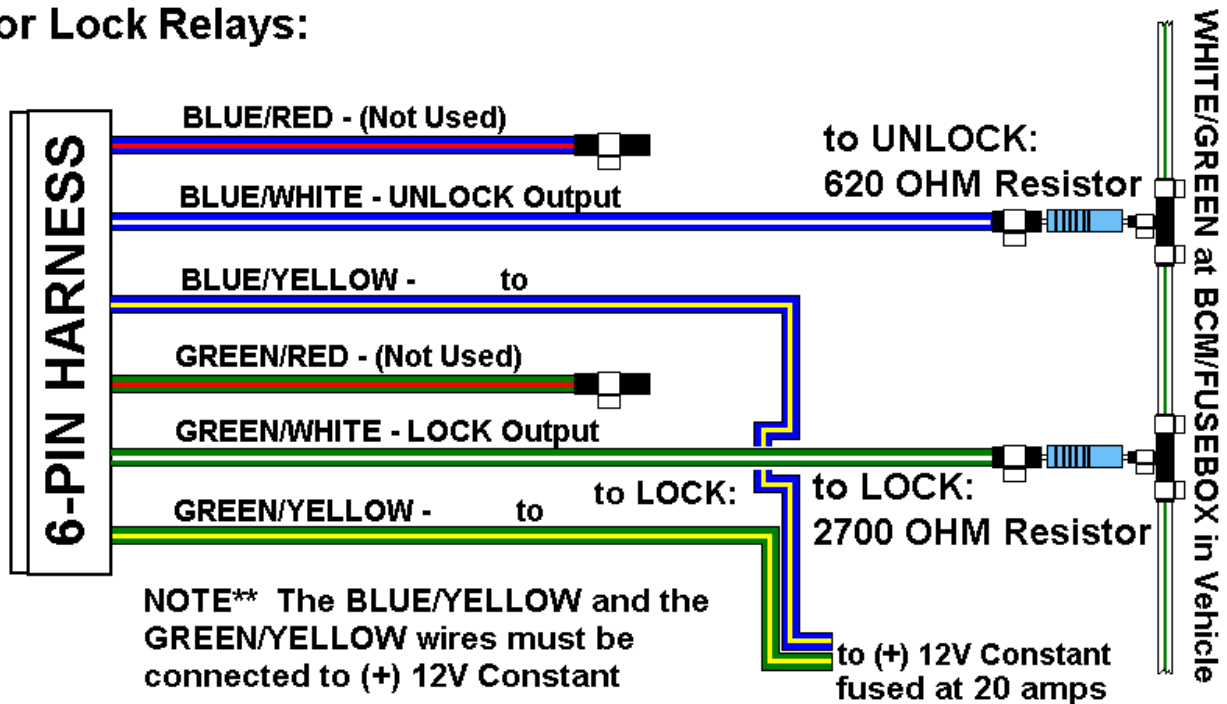 or Lock Relays:
6-PIN HARNESS
BLUE/RED - (Not Used)
BLUE/WHITE - UNLOCK Output
BLUE/YELLOW - to
GREEN/RED - (Not Used)
GREEN/WHITE - LOCK Output
GREEN/YELLOW - to
to LOCK:
to UNLOCK:
620 OHM Resistor
to LOCK:
2700 OHM Resistor
WHITE/GREEN at BCM/FUSEBOX in Vehicle
NOTE** The BLUE/YELLOW and the
GREEN/YELLOW wires must be
connected to (+) 12V Constant
to (+) 12V Constant
fused at 20 amps